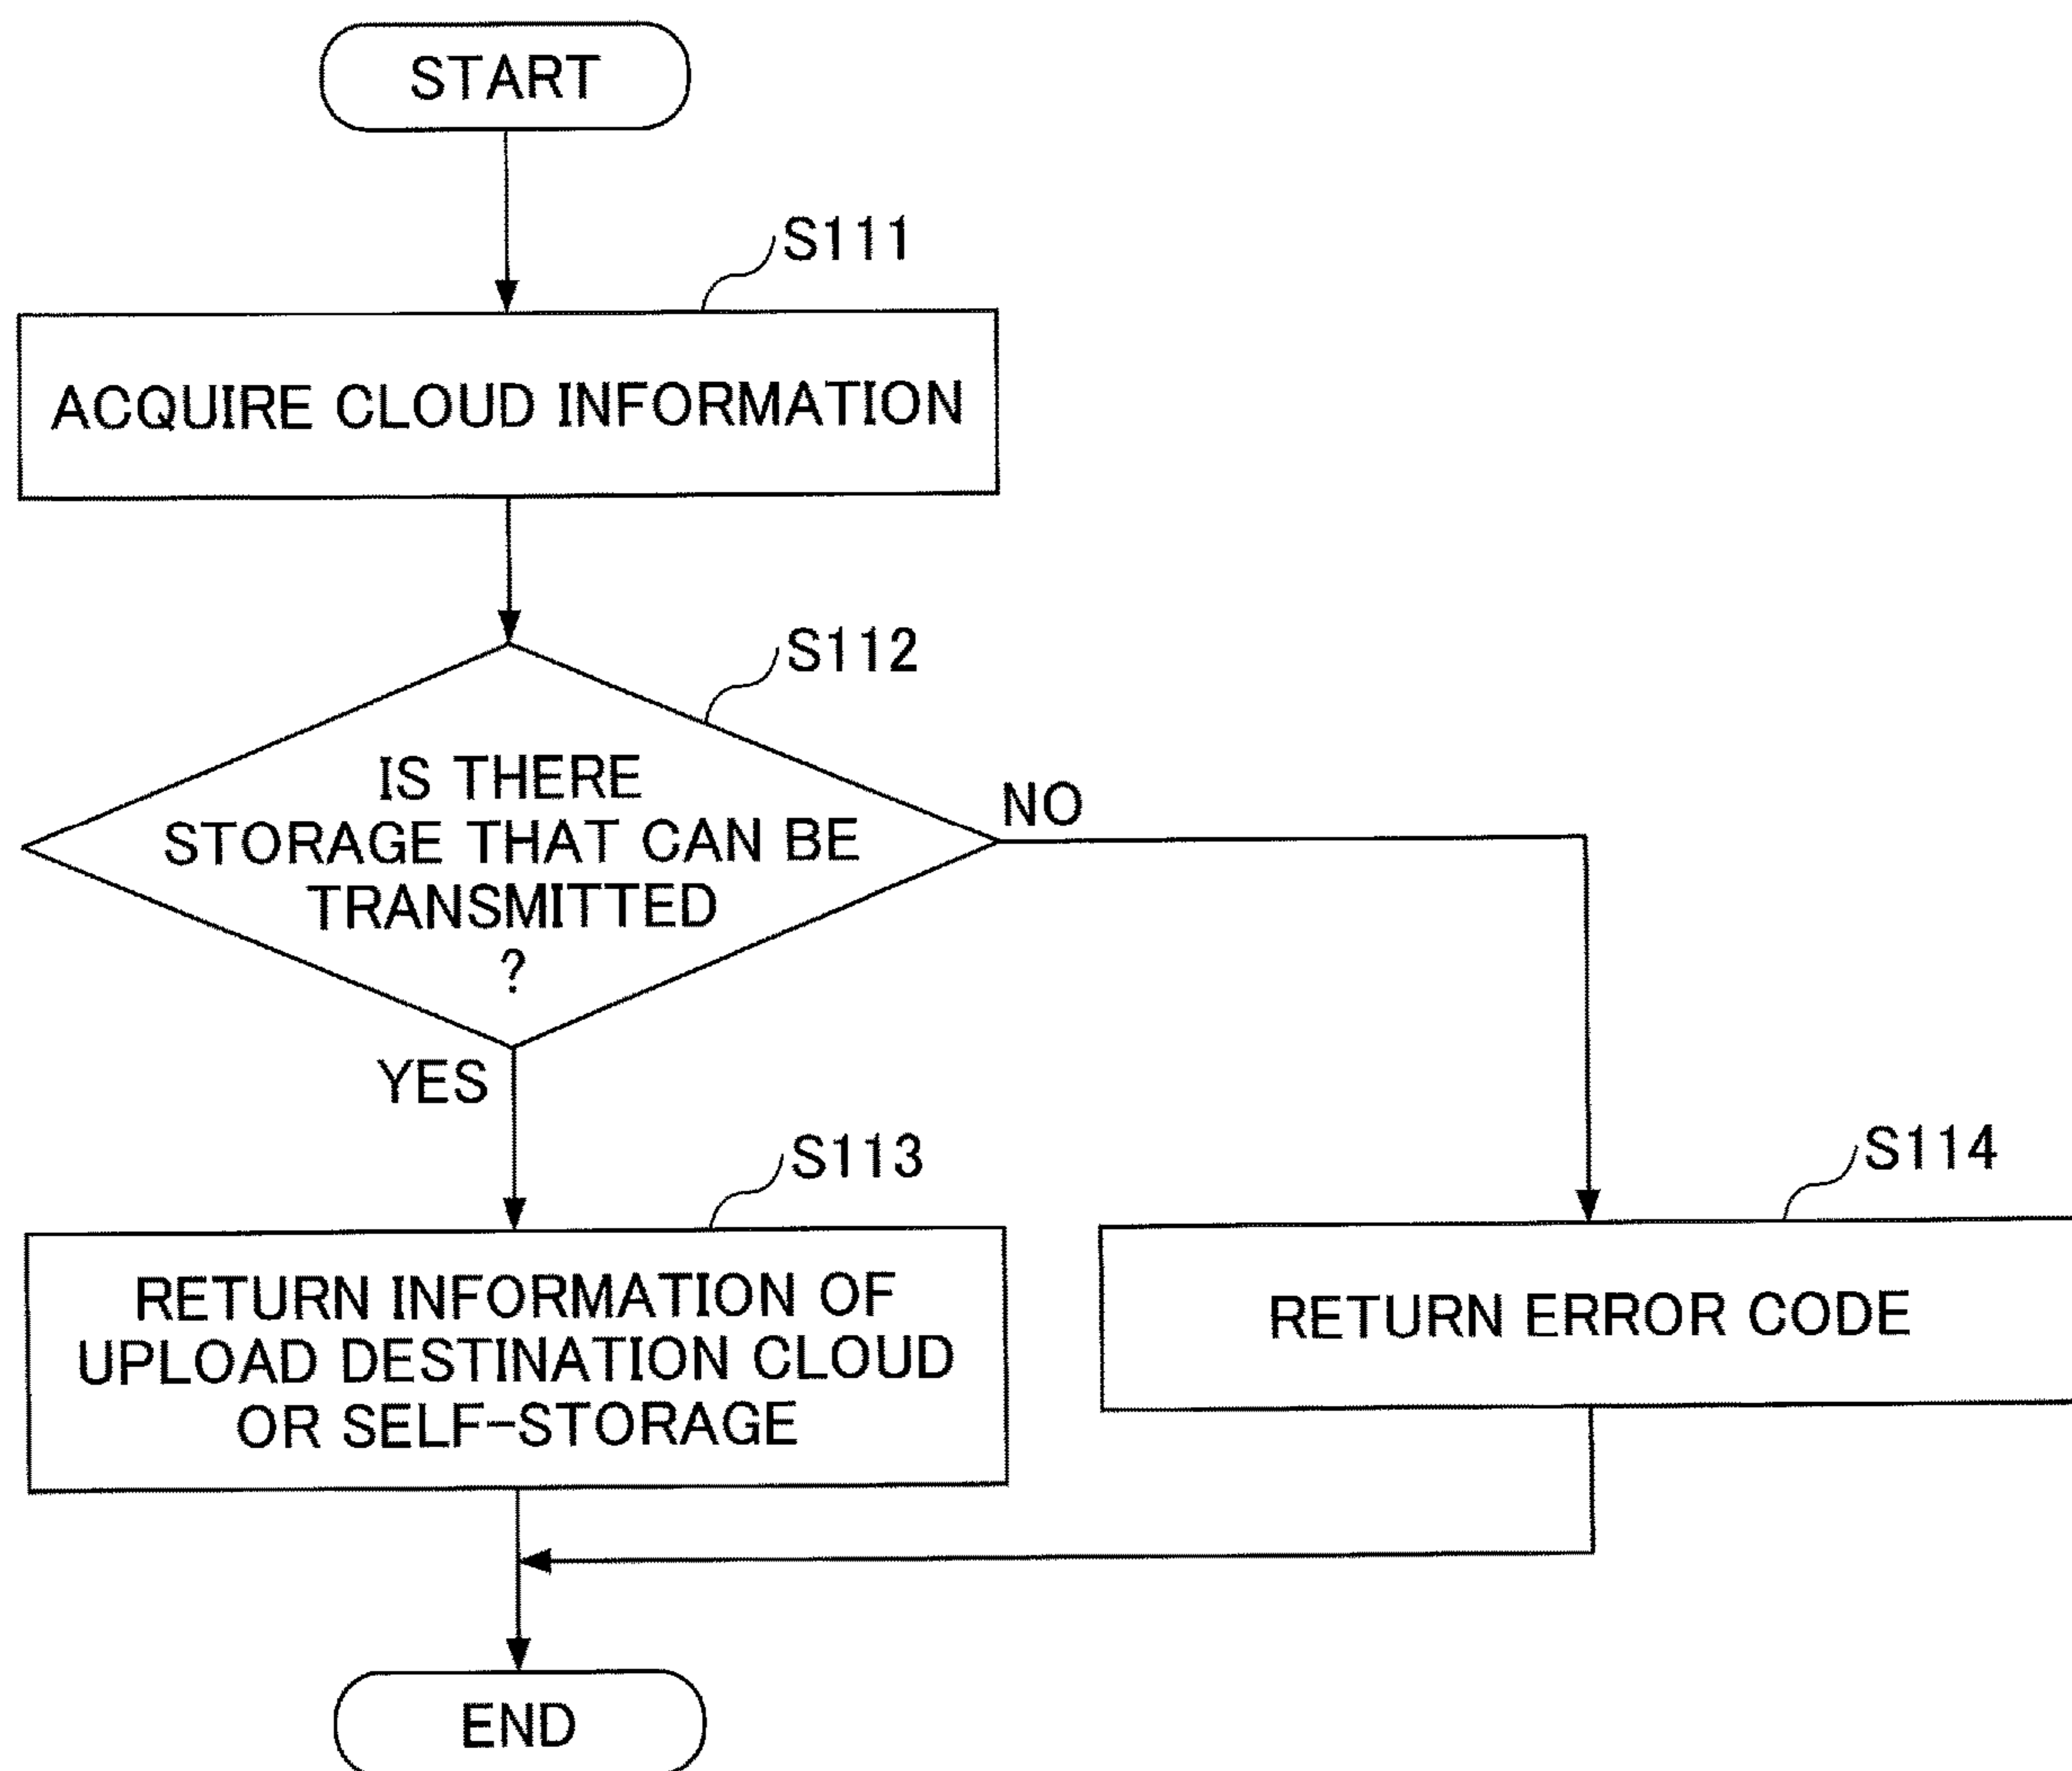 START
S111
ACQUIRE CLOUD INFORMATION
S112
IS THERE
STORAGE THAT CAN BE
TRANSMITTED
?
NO
YES
S113
RETURN INFORMATION OF
UPLOAD DESTINATION CLOUD
OR SELF-STORAGE
S114
RETURN ERROR CODE
END